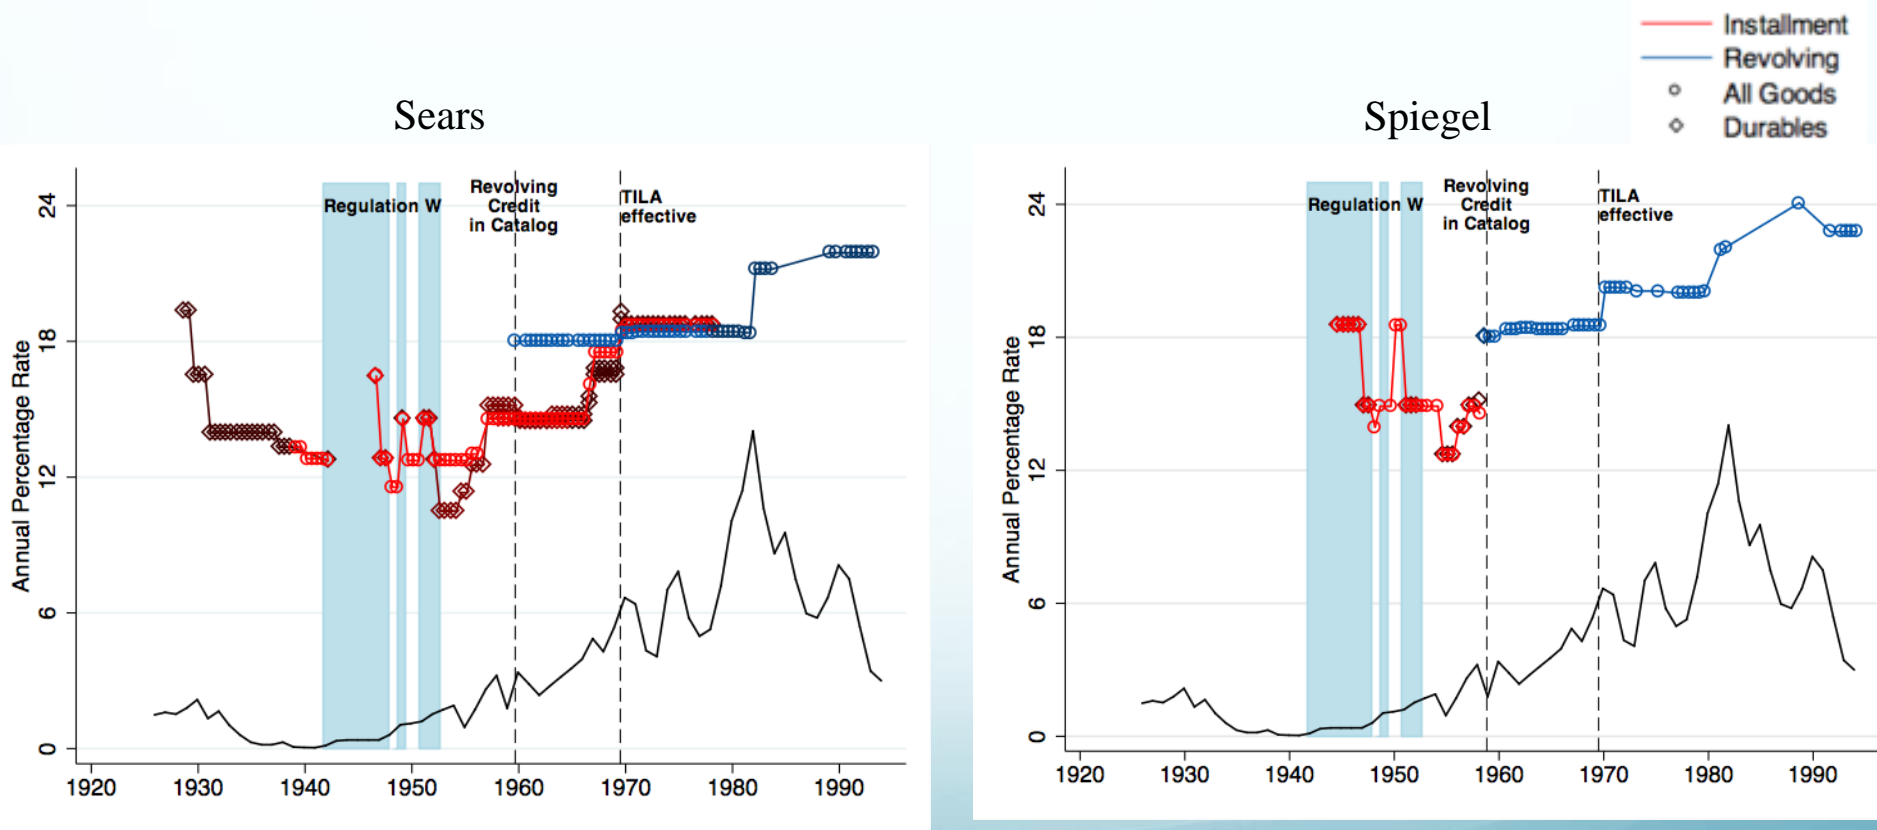 Installment
Revolving
All Goods
Durables
Sears
Spiegel
Annual Percentage Rate
24
18
12
6
0
Regulation W
Revolving
Credit
in Catalog
TILA
effective
1920 1930 1940 1950 1960 1970 1980 1990
Annual Percentage Rate
24
18
12
6
0
Regulation W
Revolving
Credit
in Catalog
TILA
effective
1920 1930 1940 1950 1960 1970 1980 1990